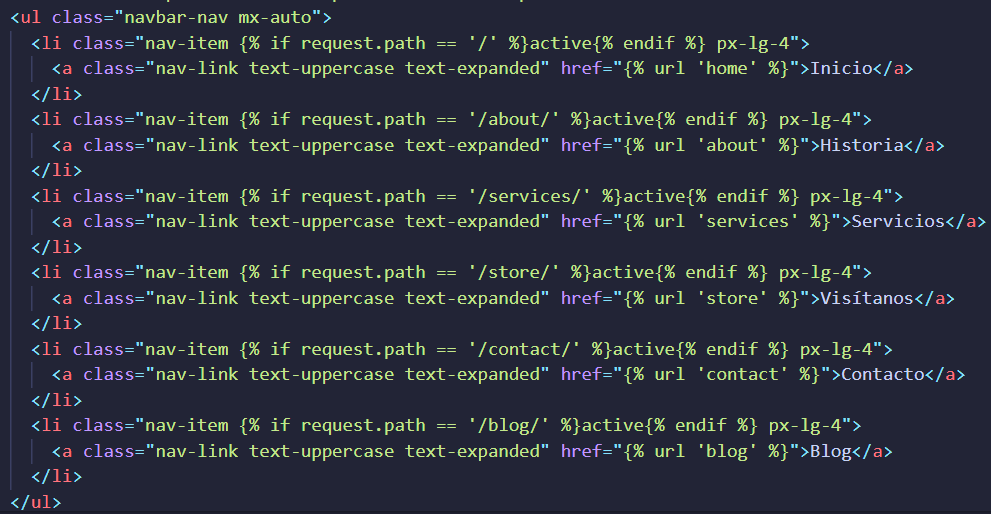 <ul class="navbar-nav mx-auto">
  <li class="nav-item {% if request.path == '/' %}active{% endif %} px-lg-4">
    <a class="nav-link text-uppercase text-expanded" href="{% url 'home' %}">Inicio</a>
  </li>
  <li class="nav-item {% if request.path == '/about/' %}active{% endif %} px-lg-4">
    <a class="nav-link text-uppercase text-expanded" href="{% url 'about' %}">Historia</a>
  </li>
  <li class="nav-item {% if request.path == '/services/' %}active{% endif %} px-lg-4">
    <a class="nav-link text-uppercase text-expanded" href="{% url 'services' %}">Servicios</a>
  </li>
  <li class="nav-item {% if request.path == '/store/' %}active{% endif %} px-lg-4">
    <a class="nav-link text-uppercase text-expanded" href="{% url 'store' %}">Visítanos</a>
  </li>
  <li class="nav-item {% if request.path == '/contact/' %}active{% endif %} px-lg-4">
    <a class="nav-link text-uppercase text-expanded" href="{% url 'contact' %}">Contacto</a>
  </li>
  <li class="nav-item {% if request.path == '/blog/' %}active{% endif %} px-lg-4">
    <a class="nav-link text-uppercase text-expanded" href="{% url 'blog' %}">Blog</a>
  </li>
</ul>